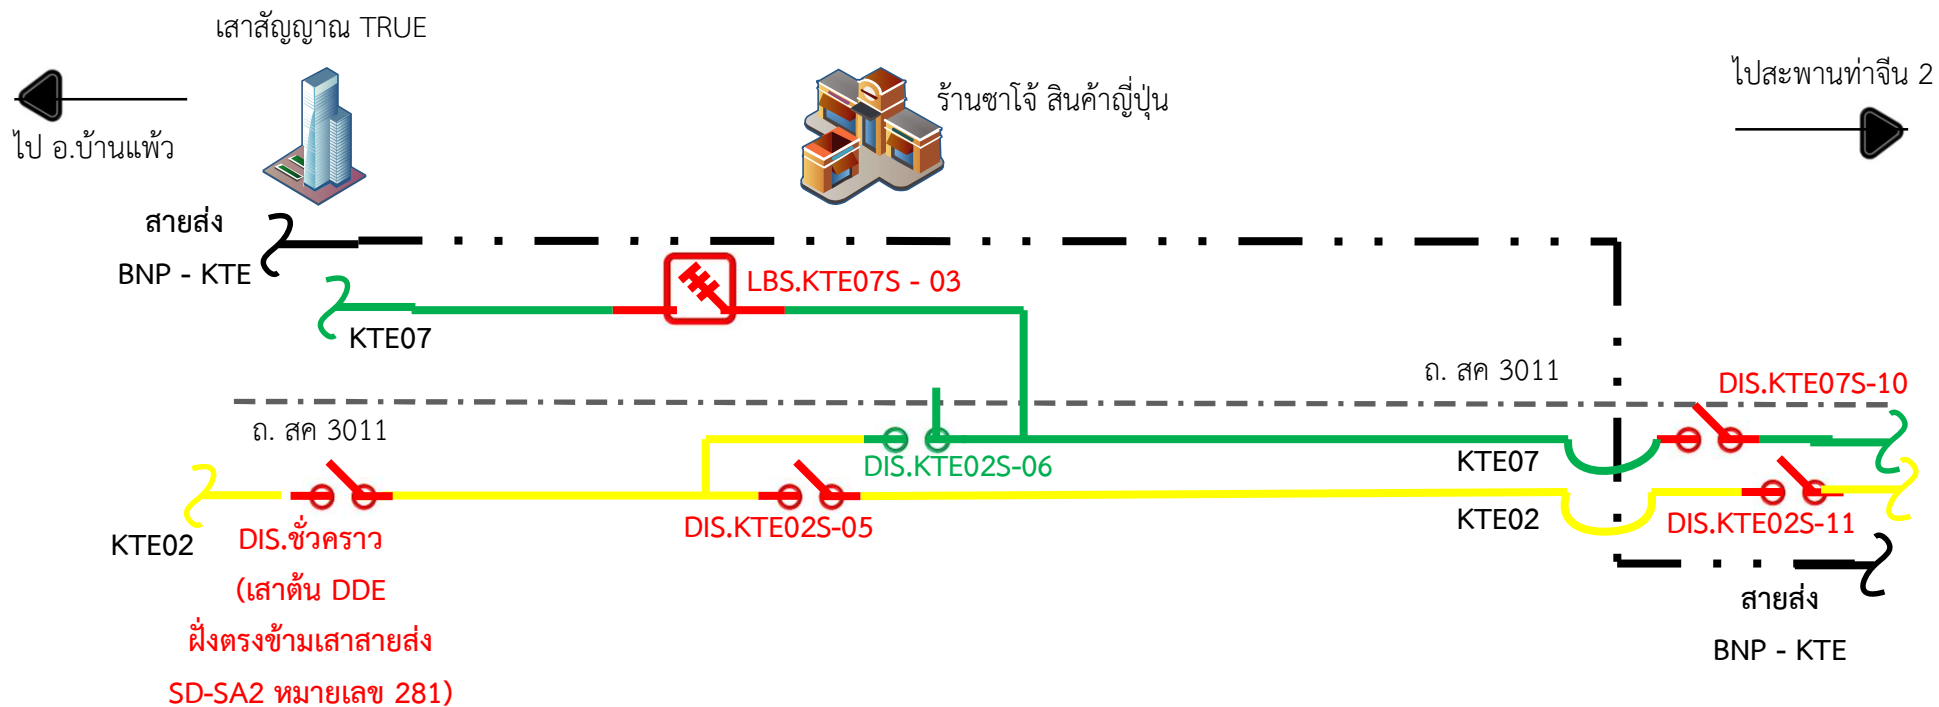 เสาสัญญาณ TRUE
ไปสะพานท่าจีน 2
ร้านซาโจ้ สินค้าญี่ปุ่น
ไป อ.บ้านแพ้ว
สายส่ง
BNP - KTE
LBS.KTE07S - 03
KTE07
ถ. สค 3011
DIS.KTE07S-10
ถ. สค 3011
DIS.KTE02S-06
KTE07
DIS.KTE02S-05
KTE02
DIS.KTE02S-11
KTE02
DIS.ชั่วคราว
(เสาต้น DDE
ฝั่งตรงข้ามเสาสายส่ง
SD-SA2 หมายเลข 281)
สายส่ง
BNP - KTE